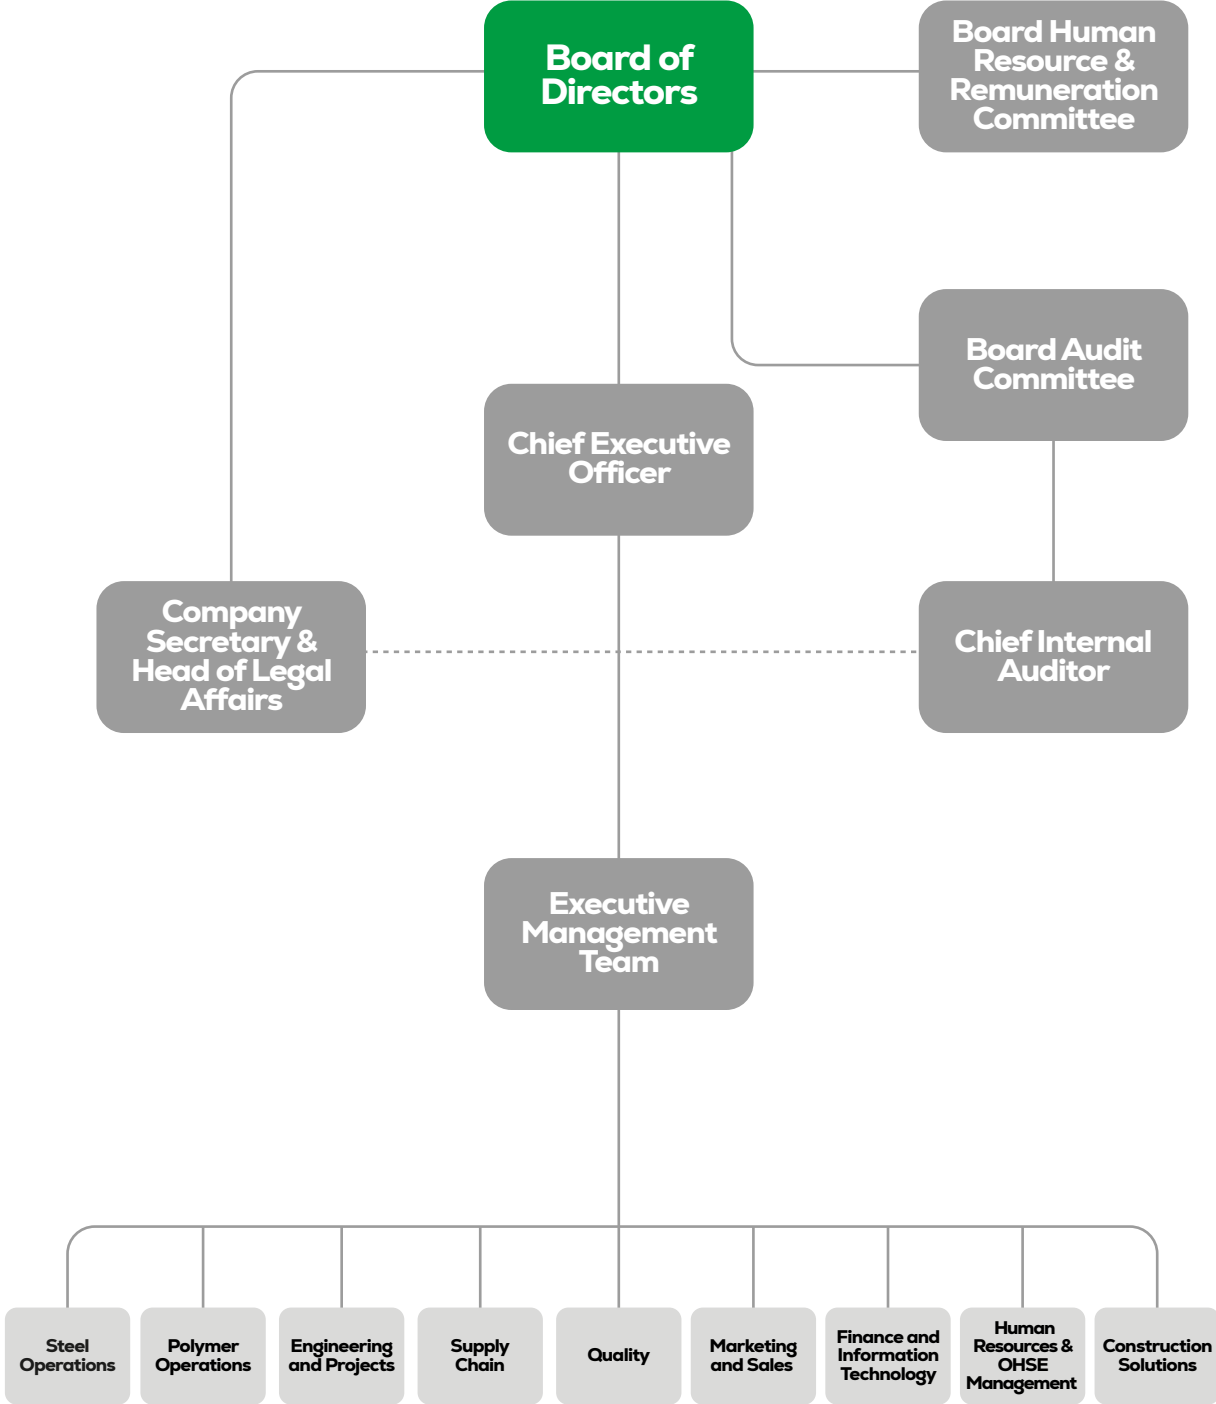 Board of
Directors
Board Human
Resource &
Remuneration
Committee
Board Audit
Committee
Chief Executive
Officer
Company
Secretary &
Head of Legal
Affairs
Chief Internal
Auditor
Executive
Management
Team
Steel
Operations
Polymer
Operations
Engineering
and Projects
Supply
Chain
Quality
Marketing
and Sales
Finance and
Information
Technology
Human
Resources &
OHSE
Management
Construction
Solutions